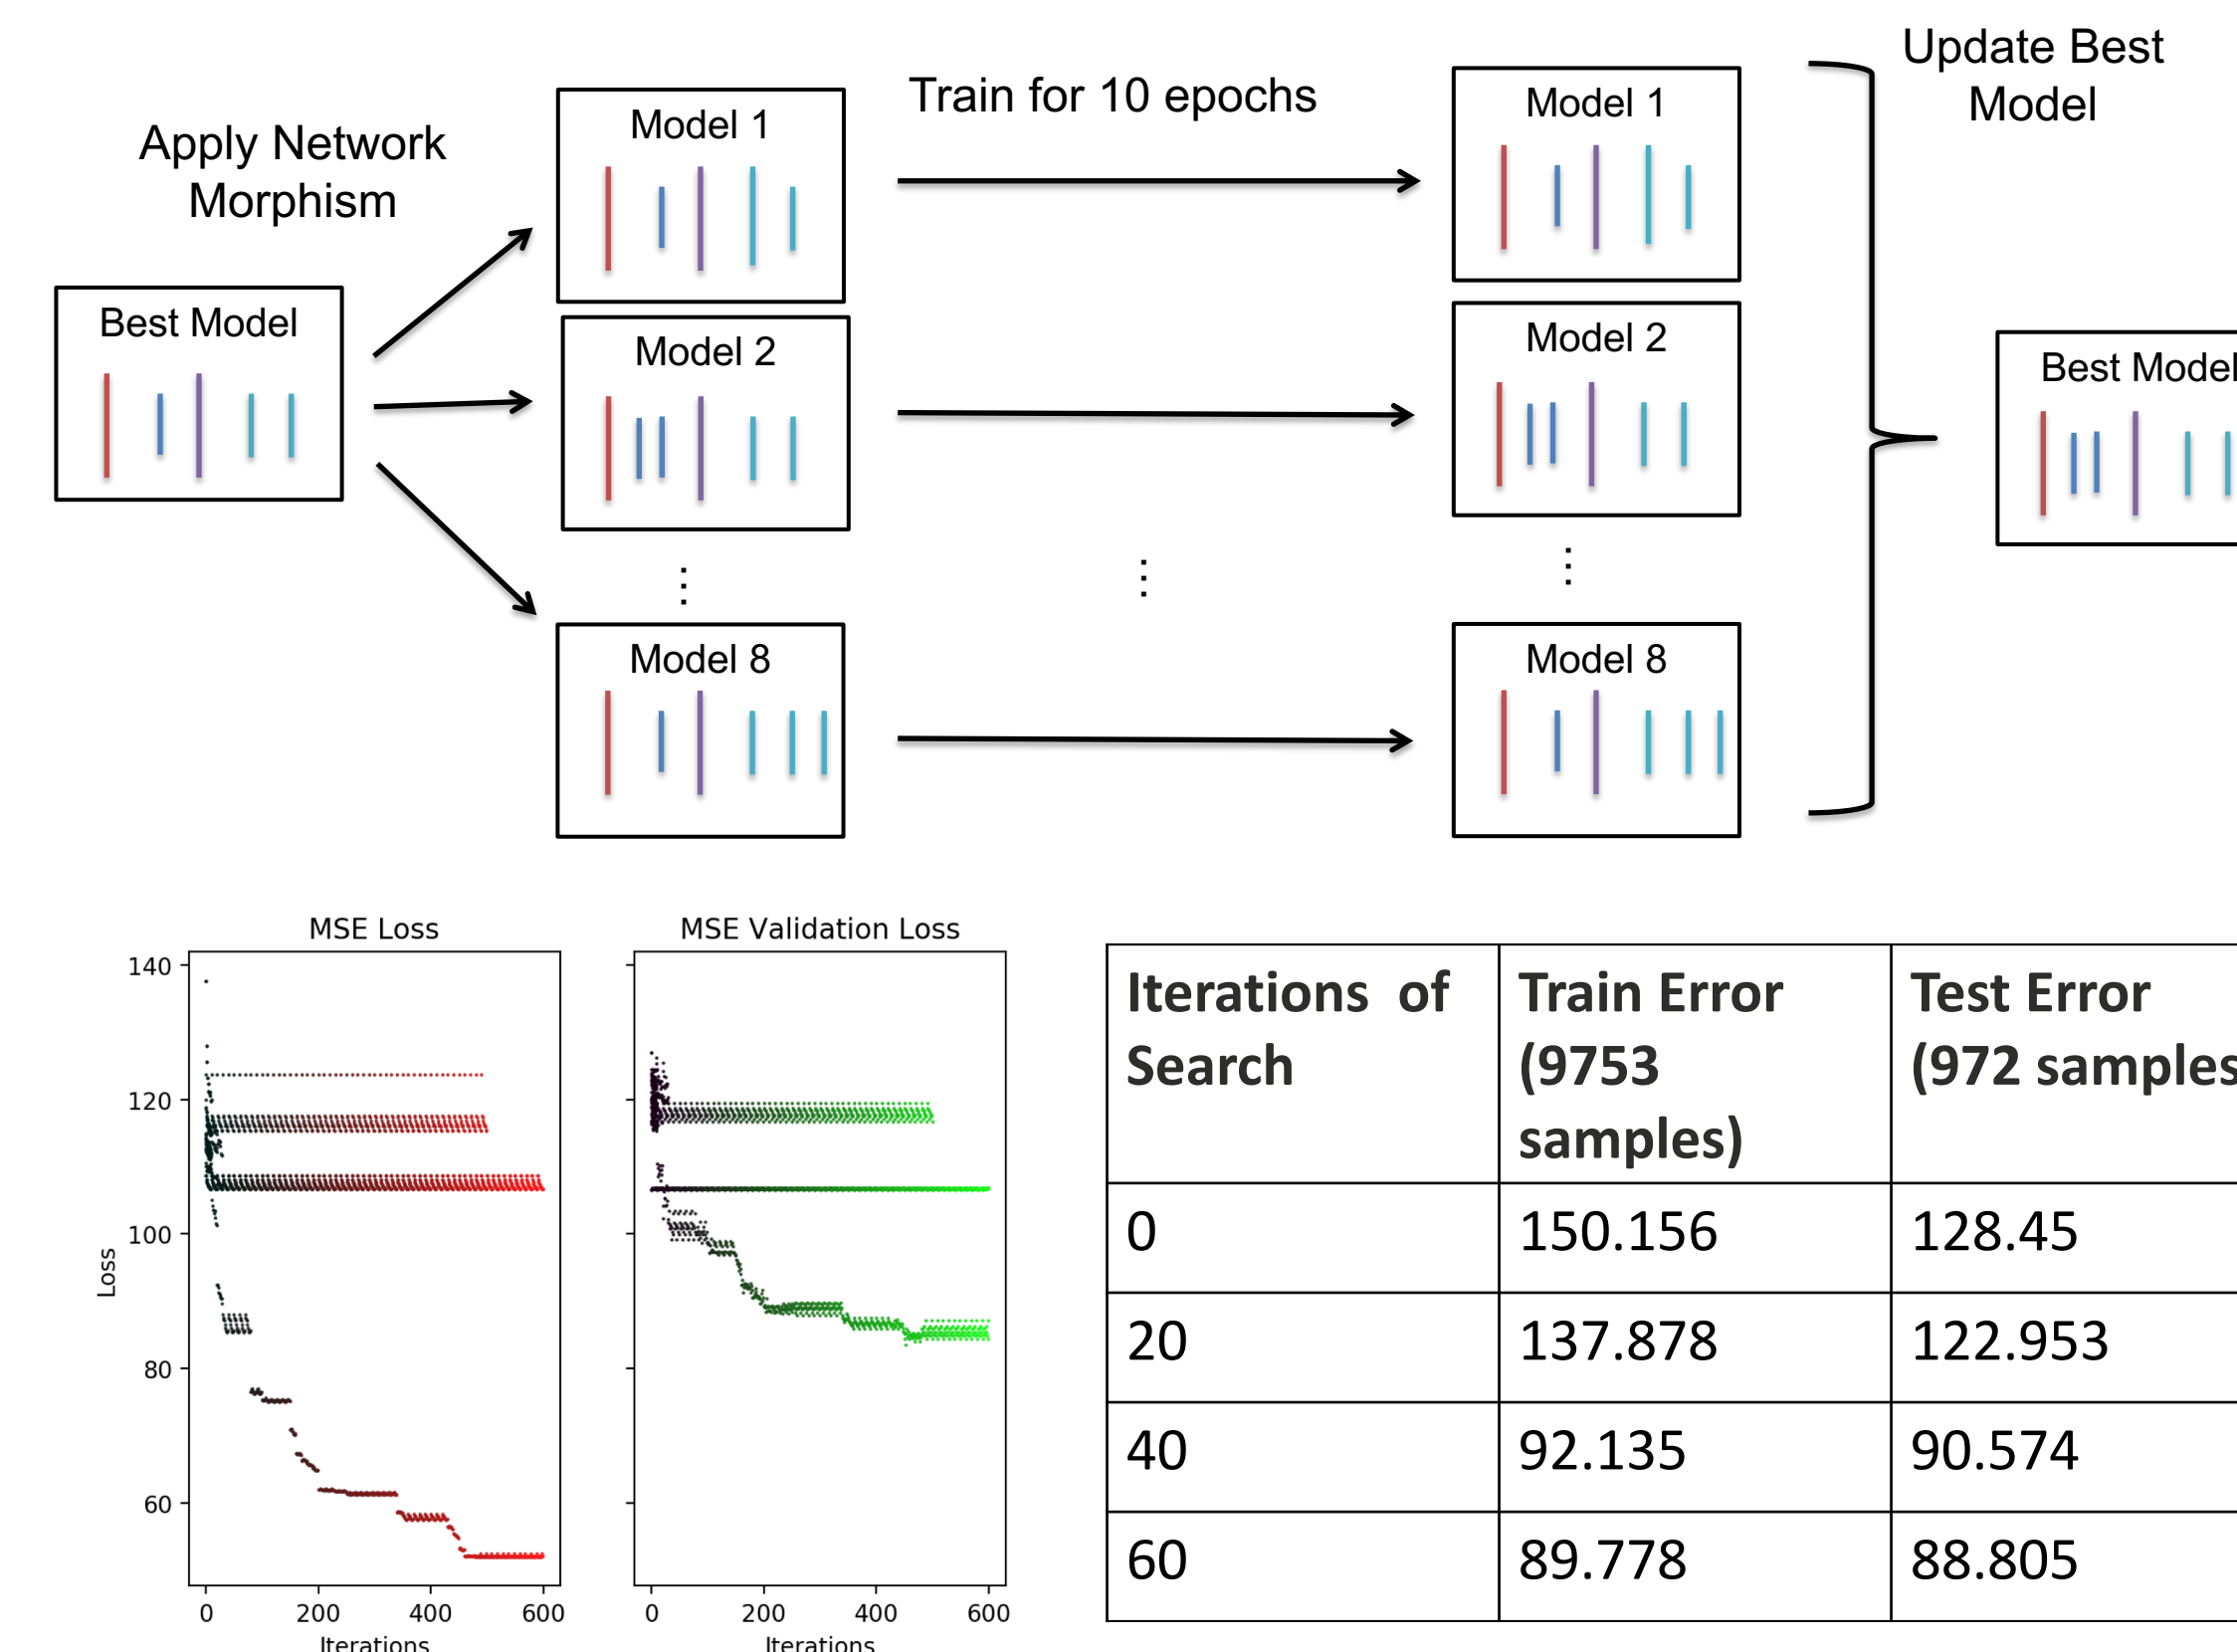 Update Best
Model
Train for 10 epochs
Apply Network
Morphism
Model 1
Model 1
Best Model
Model 2
Model 2
Best Model
⋮
⋮
⋮
Model 8
Model 8
MSE Loss
MSE Validation Loss
140
120
100
80
60
Loss
0
200
400
600
Iterations
0
200
400
600
Iterations
Iterations of
Search
Train Error
(9753
samples)
Test Error
(972 samples
0
150.156
128.45
20
137.878
122.953
40
92.135
90.574
60
89.778
88.805